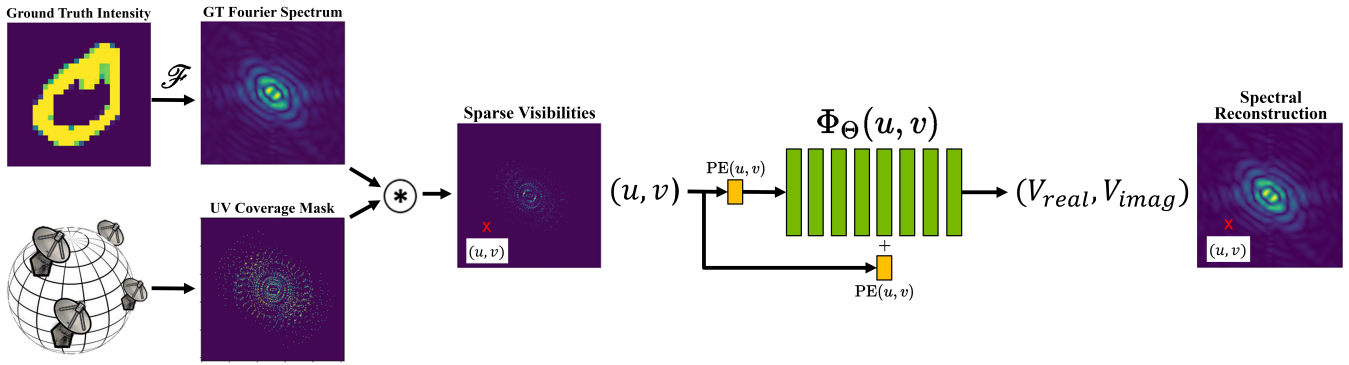 Ground Truth Intensity
GT Fourier Spectrum
ℱ
UV Coverage Mask
*
Sparse Visibilities
x
(u, v)
(u, v)
PE(u, v)
Φ_Θ(u, v)
+
PE(u, v)
(V_real, V_imag)
Spectral
Reconstruction
x
(u, v)